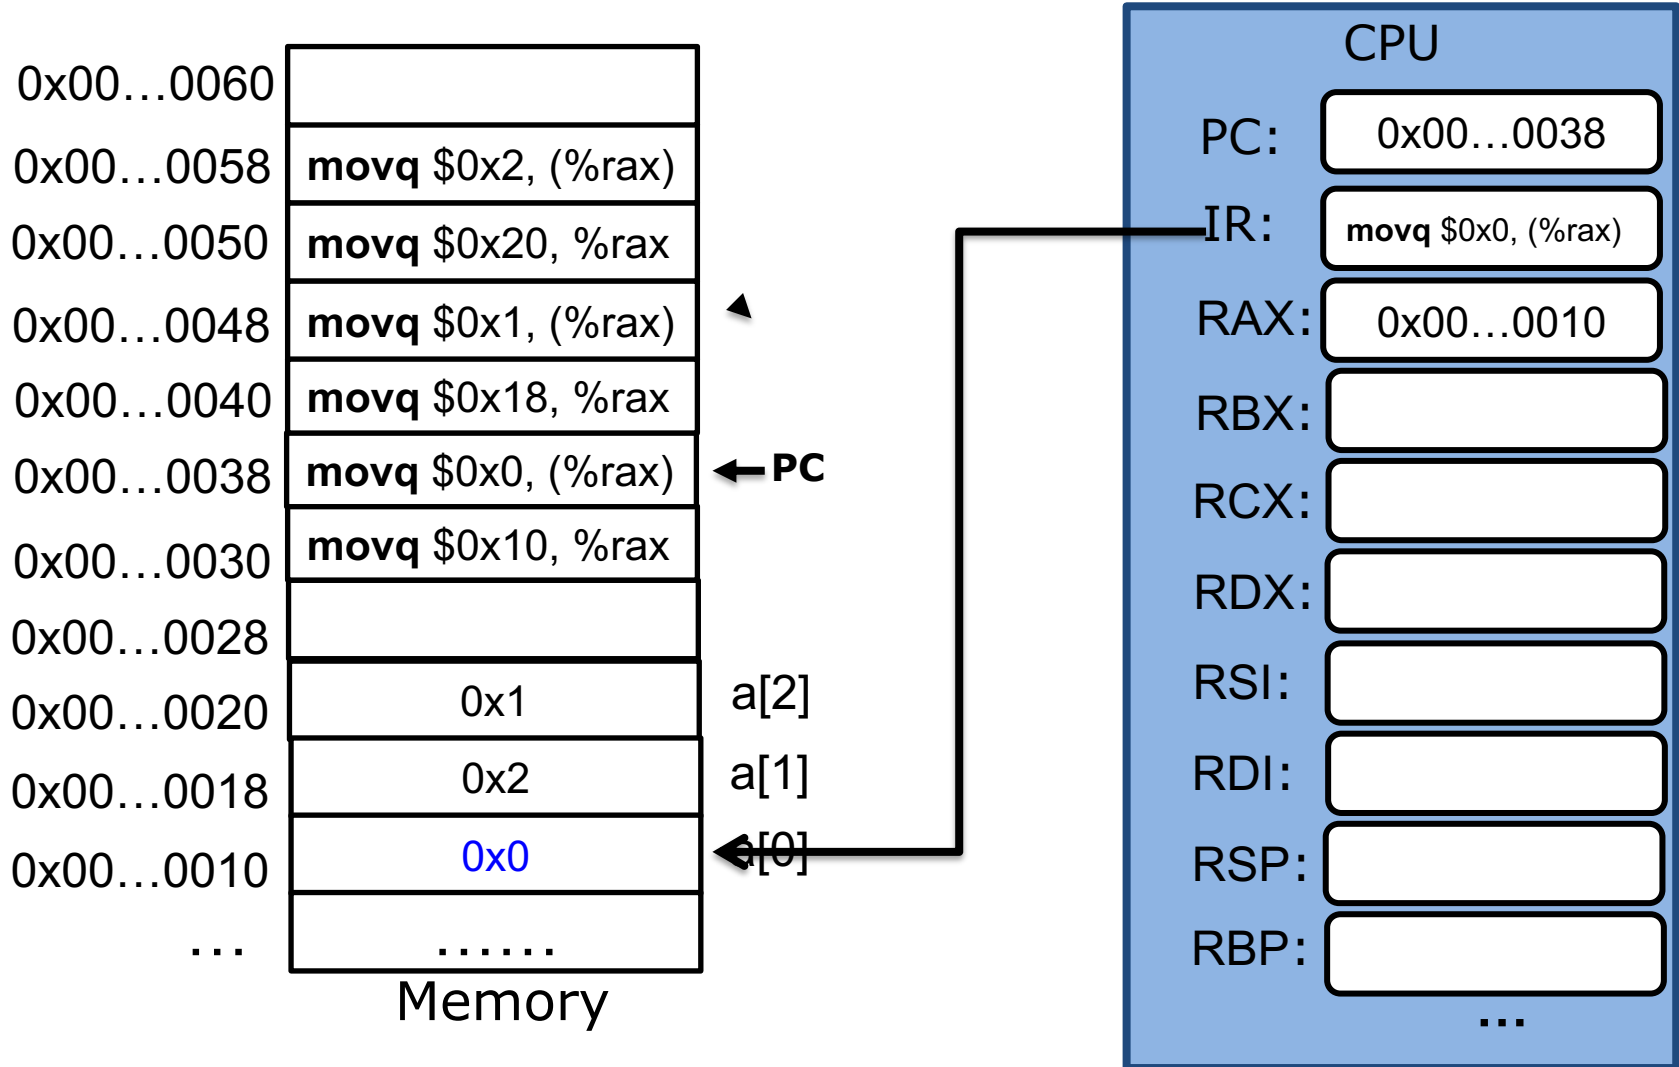 0x00…0060
0x00…0058 movq $0x2, (%rax)
0x00…0050 movq $0x20, %rax
0x00…0048 movq $0x1, (%rax)
0x00…0040 movq $0x18, %rax
0x00…0038 movq $0x0, (%rax) PC
0x00…0030 movq $0x10, %rax
0x00…0028
0x00…0020 0x1 a[2]
0x00…0018 0x2 a[1]
0x00…0010 0x0 a[0]
… ……
Memory
CPU
PC: 0x00…0038
IR: movq $0x0, (%rax)
RAX: 0x00…0010
RBX:
RCX:
RDX:
RSI:
RDI:
RSP:
RBP:
…